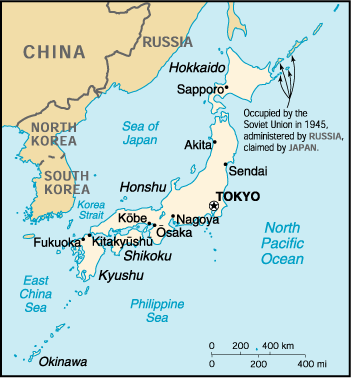 RUSSIA
CHINA
Hokkaido
Sapporo
Occupied by the
Soviet Union in 1945,
administered by RUSSIA,
claimed by JAPAN.
NORTH
KOREA
Sea of
Japan
Akita
SOUTH
KOREA
Sendai
Honshu
TOKYO
Korea
Strait
Kōbe
Nagoya
North
Pacific
Ocean
Fukuoka
Kitakyūshū
Ōsaka
Shikoku
Kyushu
East
China
Sea
Philippine
Sea
Okinawa
0 200 400 km
0 200 400 mi